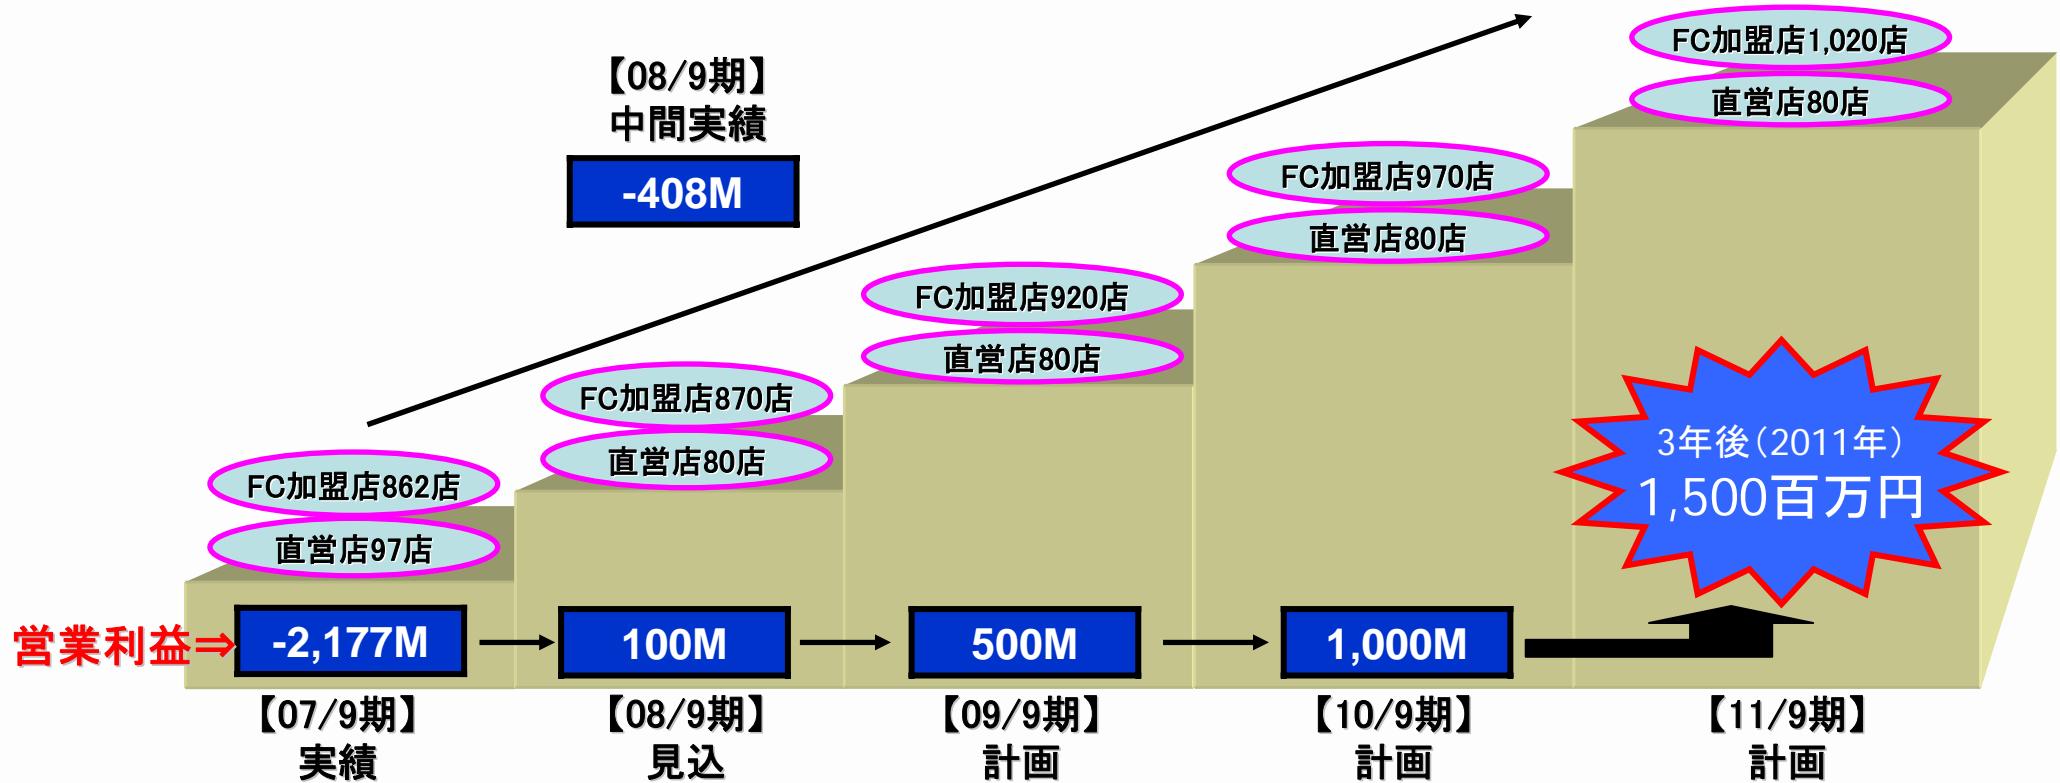 【08/9期】
中間実績
-408M
FC加盟店1,020店
直営店80店
FC加盟店970店
直営店80店
FC加盟店920店
直営店80店
FC加盟店870店
直営店80店
FC加盟店862店
直営店97店
3年後（2011年）
1,500百万円
営業利益⇒
-2,177M
100M
500M
1,000M
【07/9期】
実績
【08/9期】
見込
【09/9期】
計画
【10/9期】
計画
【11/9期】
計画